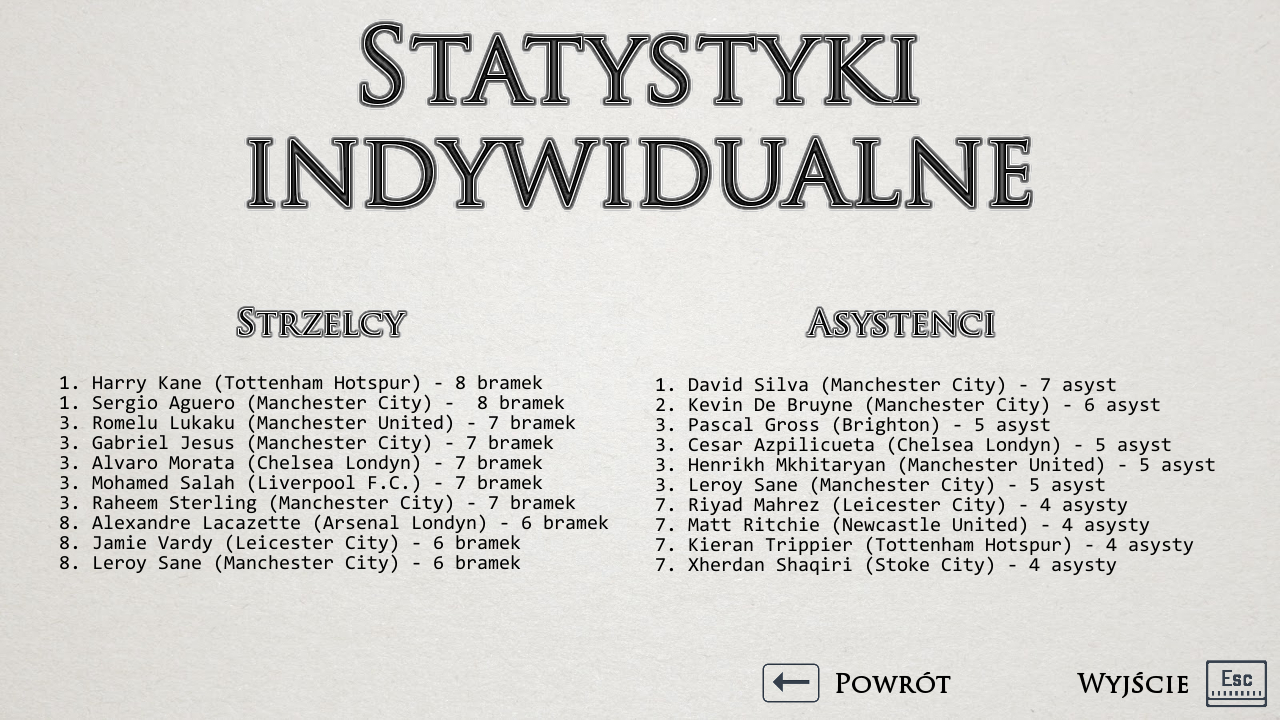 Statystyki
indywidualne
Strzelcy
1. Harry Kane (Tottenham Hotspur) - 8 bramek
1. Sergio Aguero (Manchester City) -  8 bramek
3. Romelu Lukaku (Manchester United) - 7 bramek
3. Gabriel Jesus (Manchester City) - 7 bramek
3. Alvaro Morata (Chelsea Londyn) - 7 bramek
3. Mohamed Salah (Liverpool F.C.) - 7 bramek
3. Raheem Sterling (Manchester City) - 7 bramek
8. Alexandre Lacazette (Arsenal Londyn) - 6 bramek
8. Jamie Vardy (Leicester City) - 6 bramek
8. Leroy Sane (Manchester City) - 6 bramek
Asystenci
1. David Silva (Manchester City) - 7 asyst
2. Kevin De Bruyne (Manchester City) - 6 asyst
3. Pascal Gross (Brighton) - 5 asyst
3. Cesar Azpilicueta (Chelsea Londyn) - 5 asyst
3. Henrikh Mkhitaryan (Manchester United) - 5 asyst
3. Leroy Sane (Manchester City) - 5 asyst
7. Riyad Mahrez (Leicester City) - 4 asysty
7. Matt Ritchie (Newcastle United) - 4 asysty
7. Kieran Trippier (Tottenham Hotspur) - 4 asysty
7. Xherdan Shaqiri (Stoke City) - 4 asysty
Powrót
Wyjście Esc